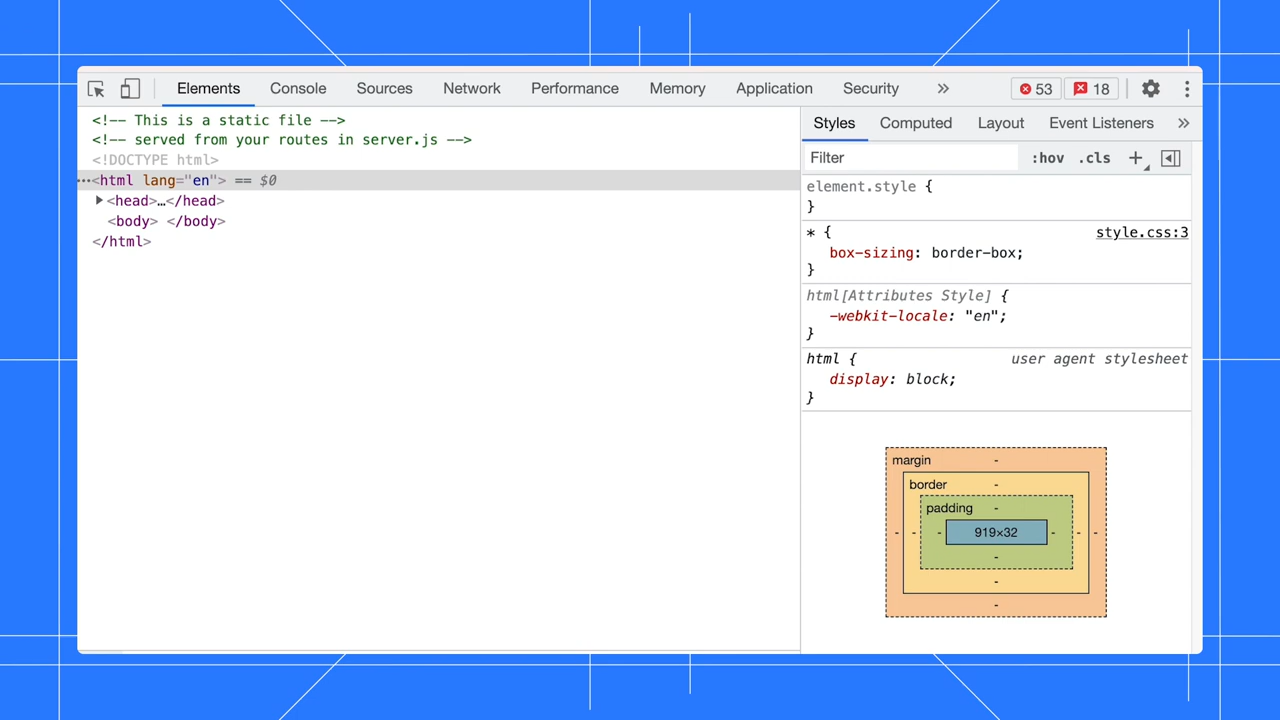 Elements Console Sources Network Performance Memory Application Security » 53 18
<!-- This is a static file -->
<!-- served from your routes in server.js -->
<!DOCTYPE html>
…<html lang="en"> == $0
▶<head>…</head>
<body> </body>
</html>
Styles Computed Layout Event Listeners »
Filter :hov .cls +
element.style {
}
* { style.css:3
box-sizing: border-box;
}
html[Attributes Style] {
-webkit-locale: "en";
}
html { user agent stylesheet
display: block;
}
margin -
border -
padding -
- - - 919×32 - - -
-
-
-